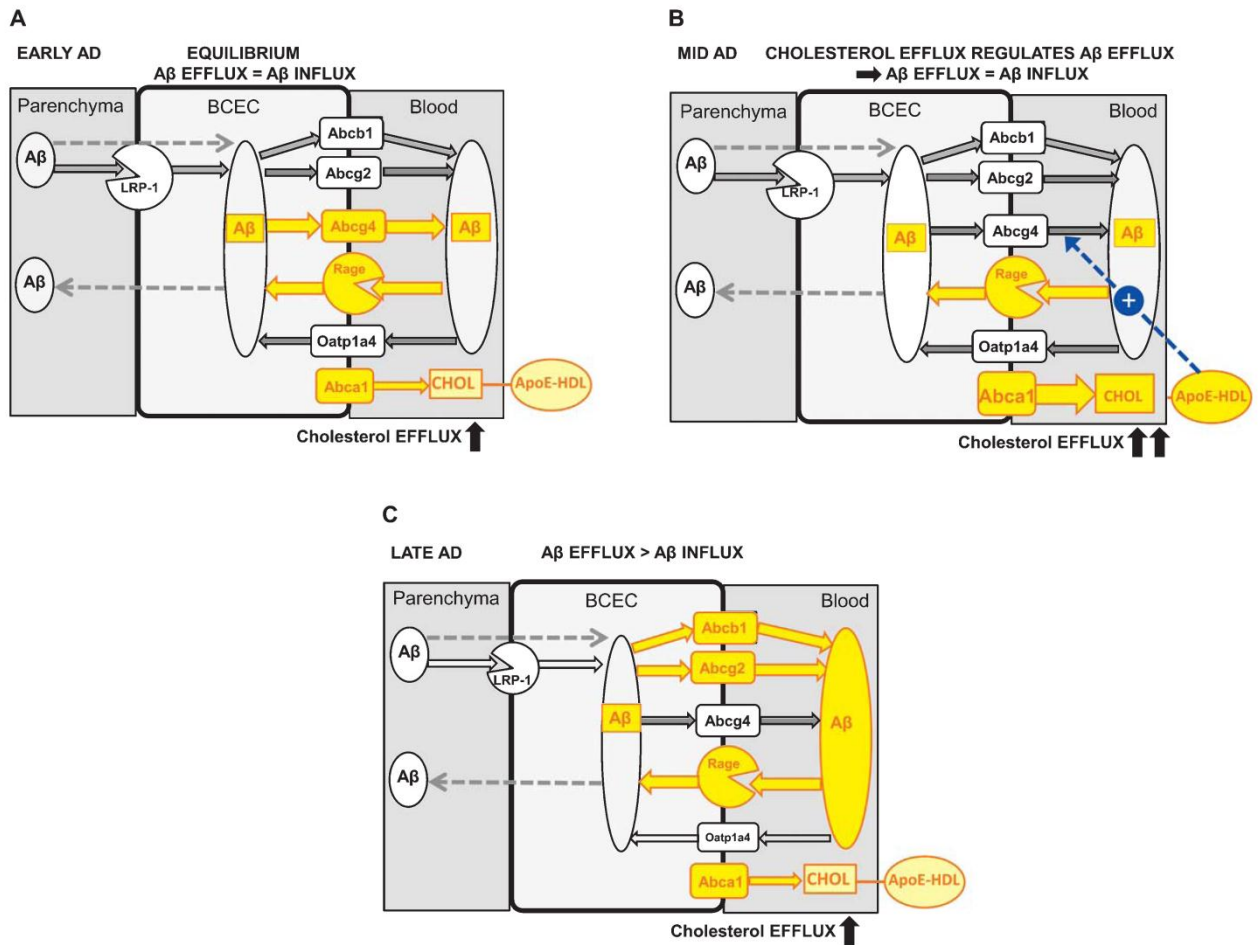 A
EARLY AD
EQUILIBRIUM
Aβ EFFLUX = Aβ INFLUX
Parenchyma
BCEC
Blood
Aβ
LRP-1
Abcb1
Abcg2
Aβ
Abcg4
Aβ
Aβ
Rage
Oatp1a4
Abca1
CHOL
ApoE-HDL
Cholesterol EFFLUX
B
MID AD
CHOLESTEROL EFFLUX REGULATES Aβ EFFLUX
Aβ EFFLUX = Aβ INFLUX
Parenchyma
BCEC
Blood
Aβ
LRP-1
Abcb1
Abcg2
Aβ
Abcg4
Aβ
Aβ
Rage
+
Oatp1a4
Abca1
CHOL
ApoE-HDL
Cholesterol EFFLUX
C
LATE AD
Aβ EFFLUX > Aβ INFLUX
Parenchyma
BCEC
Blood
Aβ
LRP-1
Abcb1
Abcg2
Aβ
Abcg4
Aβ
Aβ
Rage
Oatp1a4
Abca1
CHOL
ApoE-HDL
Cholesterol EFFLUX